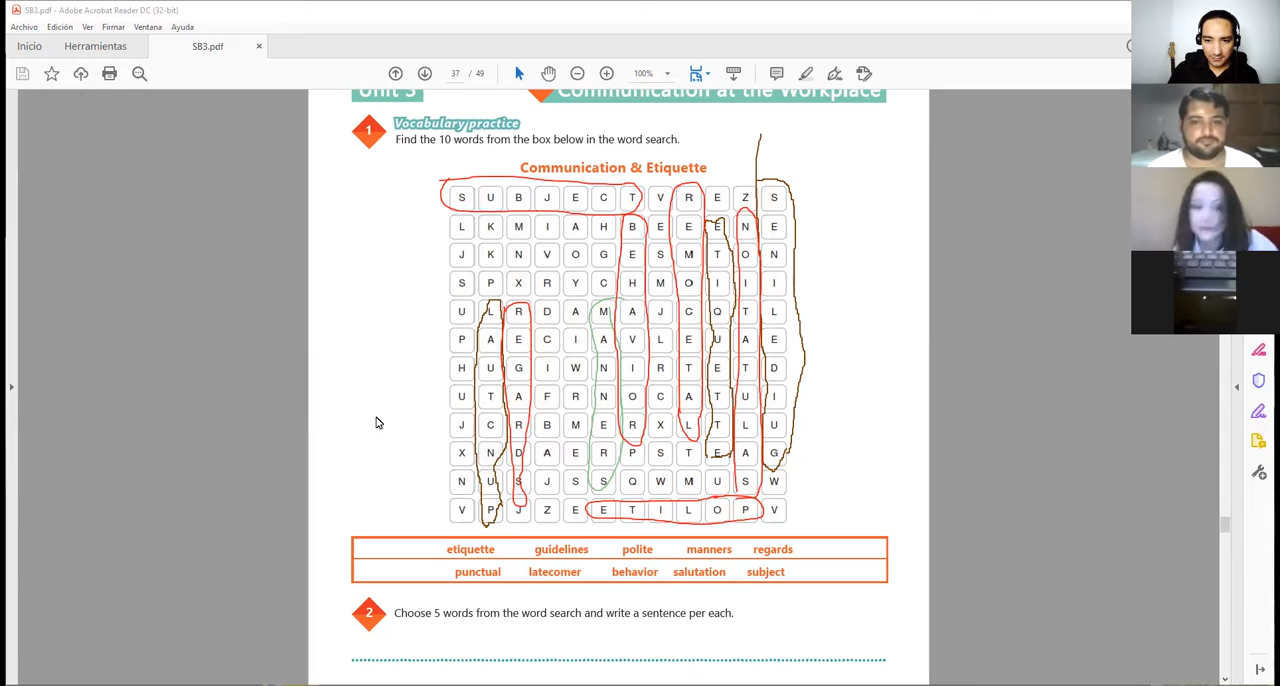 SB3.pdf - Adobe Acrobat Reader DC (32-bit)
Archivo Edición Ver Firmar Ventana Ayuda
Inicio Herramientas SB3.pdf ×
37 / 49 100%
Unit 3 Communication at the Workplace
1 Vocabulary practice
Find the 10 words from the box below in the word search.
Communication & Etiquette
S U B J E C T V R E Z S
L K M I A H B E E E N E
J K N V O G E S M T O N
S P X R Y C H M O I I I
U L R D A M A J C Q T L
P A E C I A V L E U A E
H U G I W N I R T E T D
U T A F R N O C A T U I
J C R B M E R X L T L U
X N D A E R P S T E A G
N U S J S S Q W M U S W
V P J Z E E T I L O P V
etiquette guidelines polite manners regards
punctual latecomer behavior salutation subject
2 Choose 5 words from the word search and write a sentence per each.